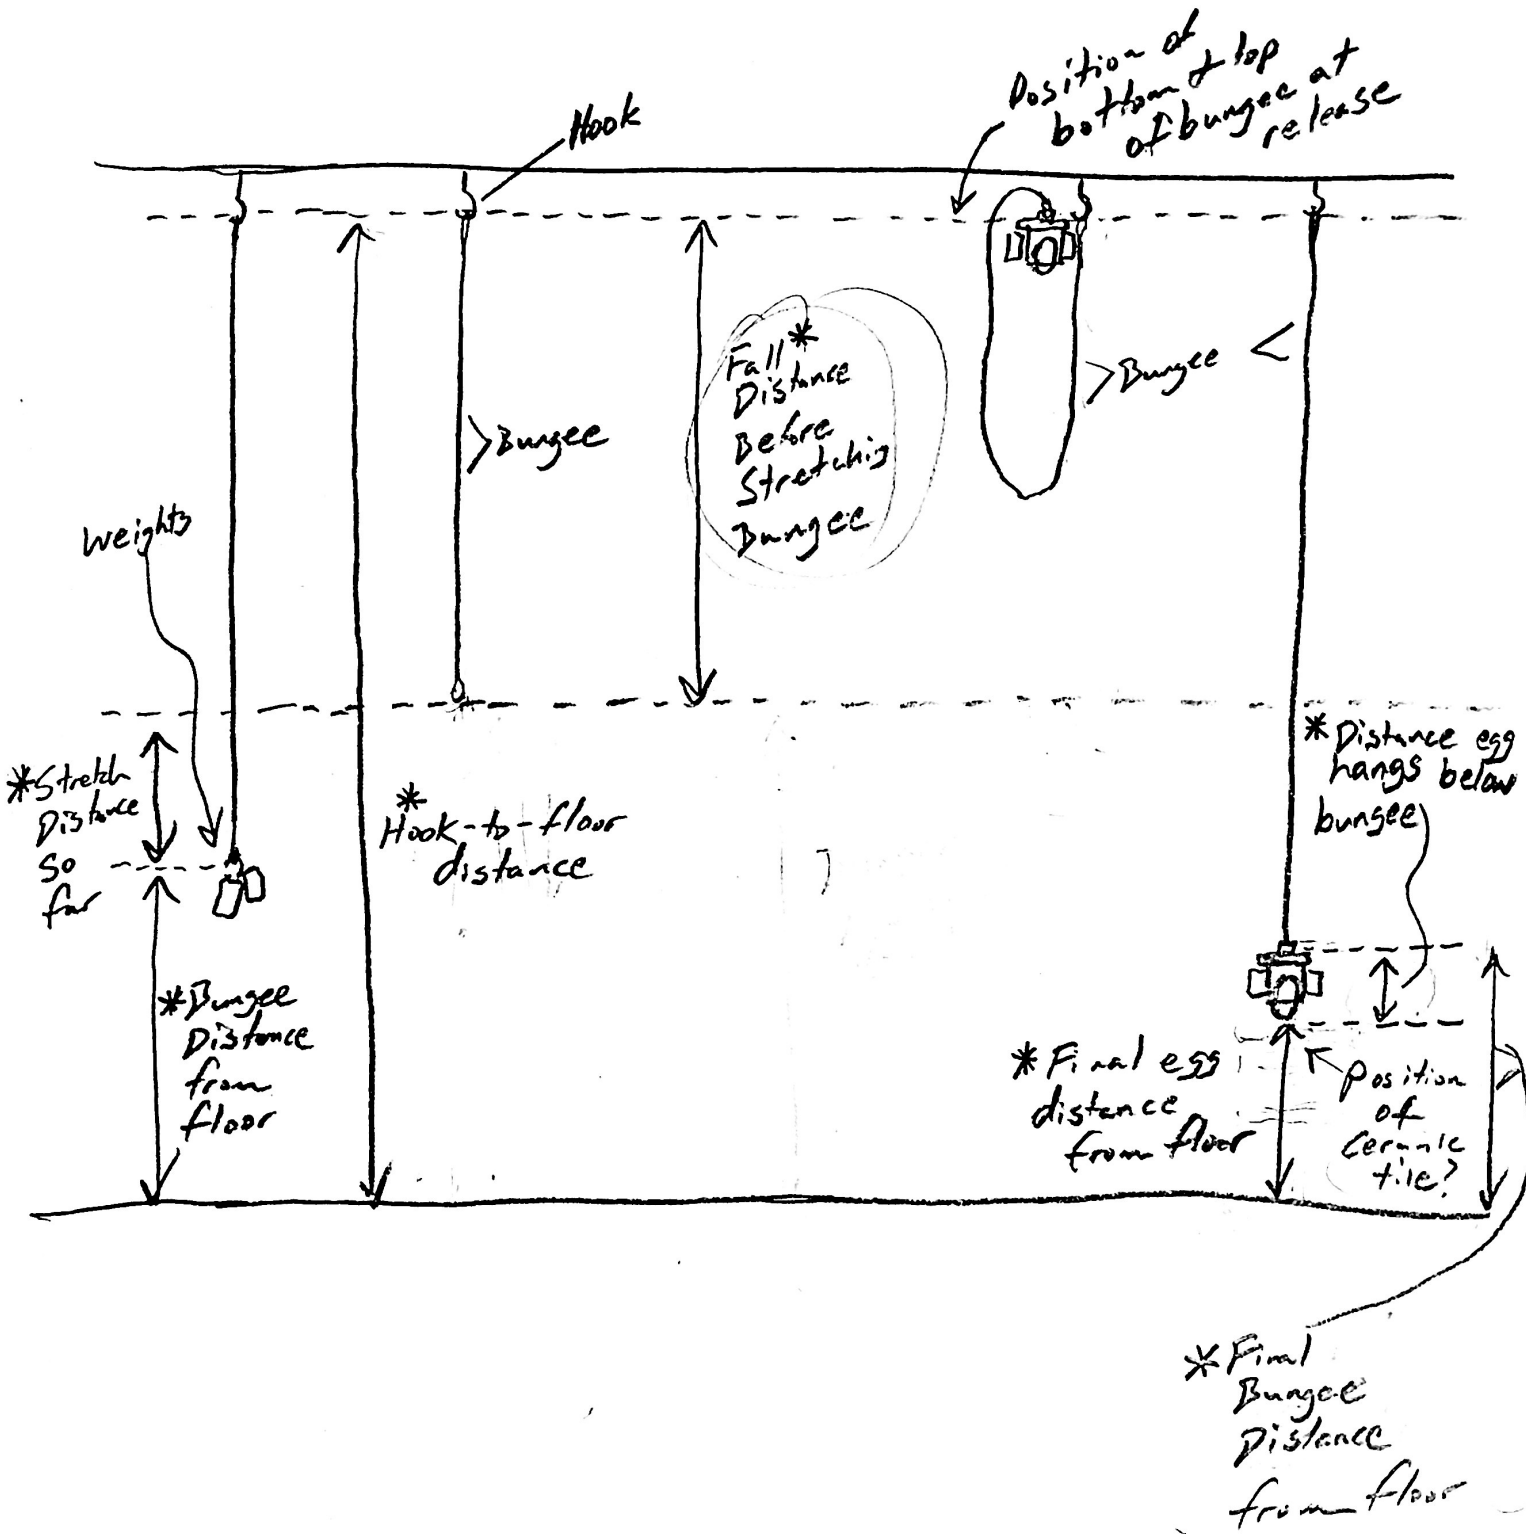 Hook
Position of
bottom & top
of bungee at
release
Fall *
Distance
Before
Stretching
Bungee
> Bungee <
> Bungee
Weights
* Stretch
Distance
so
far
*
Hook-to-floor
distance
* Distance egg
hangs below
bungee
* Bungee
Distance
from
floor
* Final egg
distance
from floor
Position
of
ceramic
tile?
* Final
Bungee
Distance
from floor